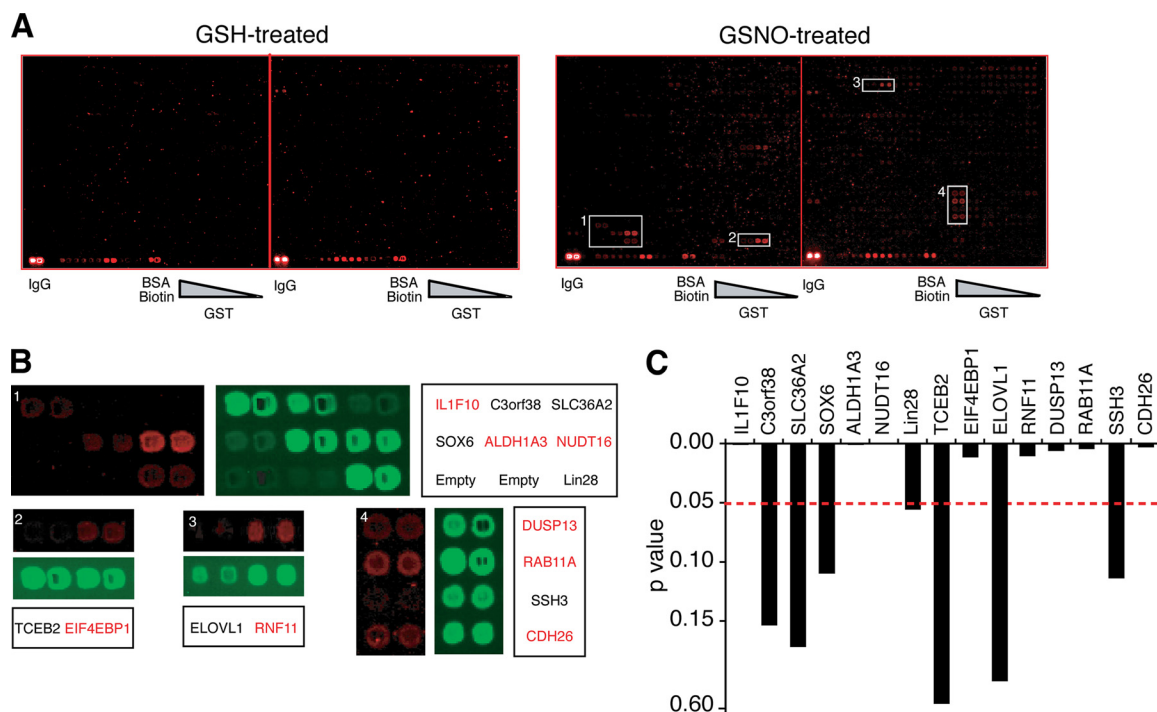 A
GSH-treated
GSNO-treated
1
2
3
4
IgG
BSA
Biotin
GST
IgG
BSA
Biotin
GST
IgG
BSA
Biotin
GST
IgG
BSA
Biotin
GST
B
1
IL1F10 C3orf38 SLC36A2
SOX6 ALDH1A3 NUDT16
Empty Empty Lin28
2
TCEB2 EIF4EBP1
3
ELOVL1 RNF11
4
DUSP13
RAB11A
SSH3
CDH26
C
IL1F10
C3orf38
SLC36A2
SOX6
ALDH1A3
NUDT16
Lin28
TCEB2
EIF4EBP1
ELOVL1
RNF11
DUSP13
RAB11A
SSH3
CDH26
0.00
0.05
0.10
0.15
0.60
p value